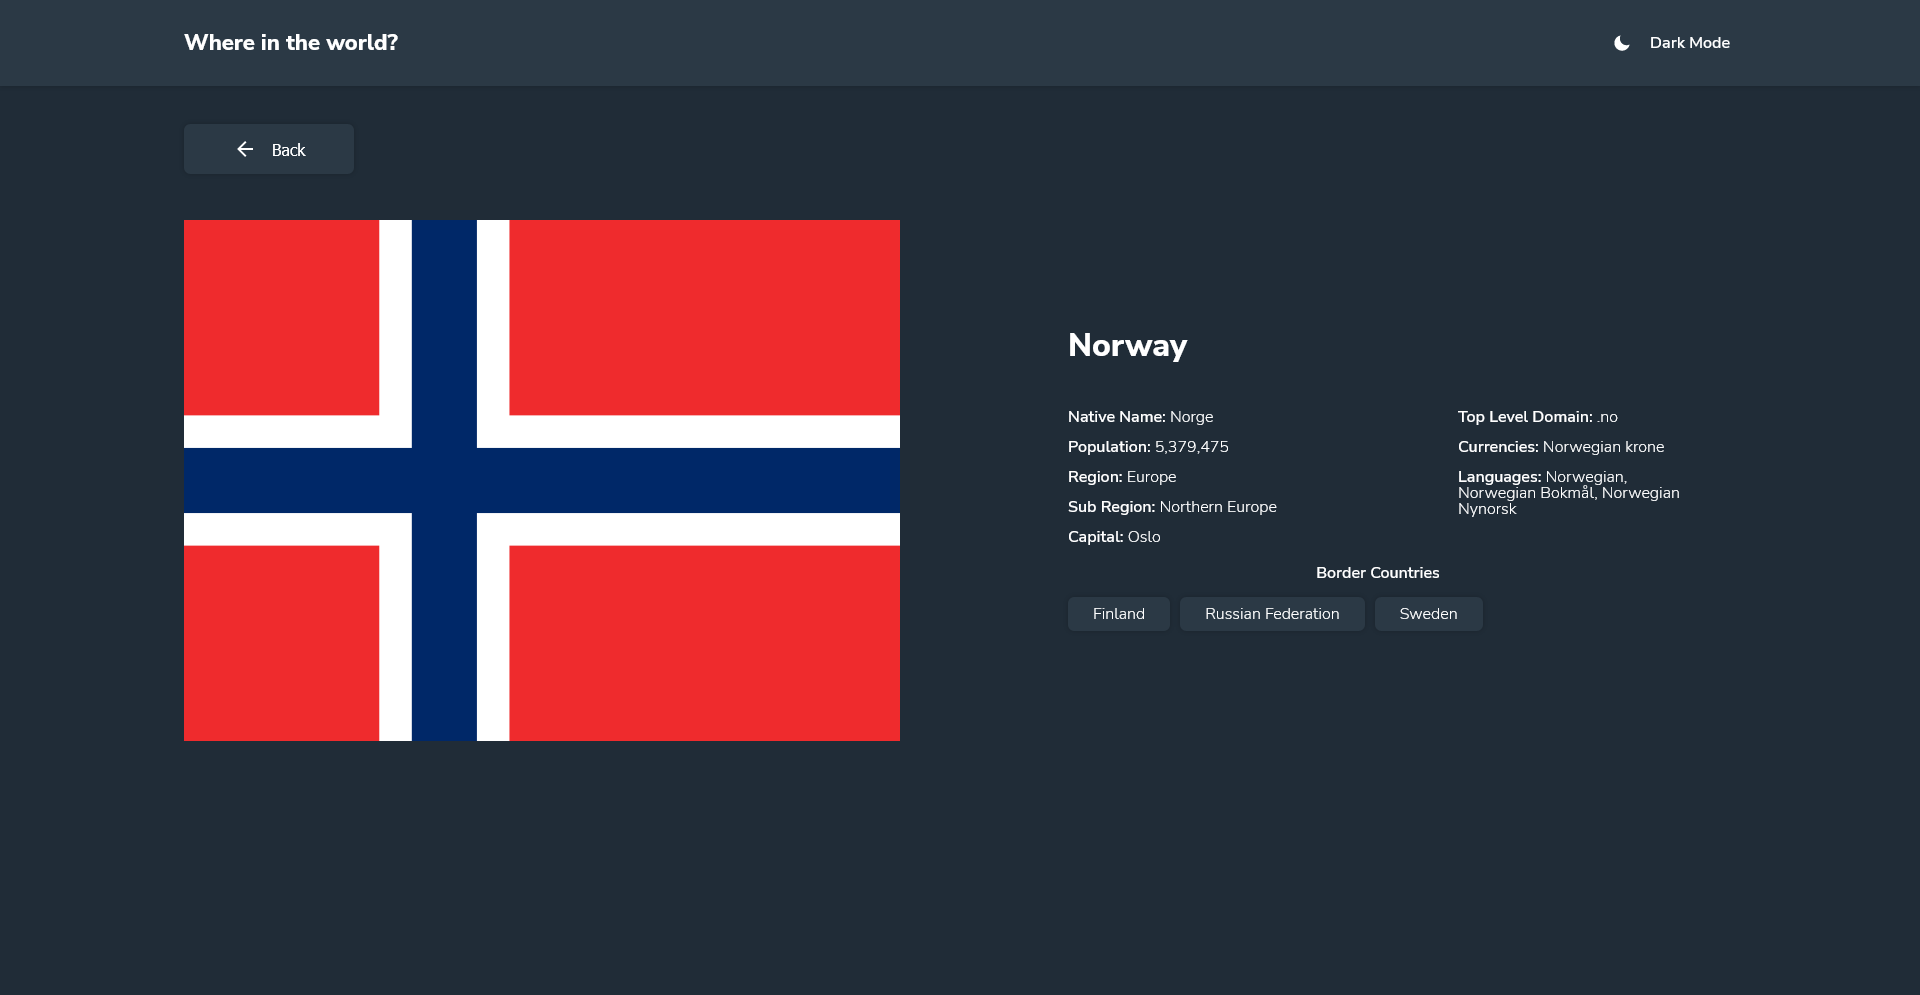 Where in the world?
Dark Mode
Back
Norway
Native Name: Norge
Population: 5,379,475
Region: Europe
Sub Region: Northern Europe
Capital: Oslo
Top Level Domain: .no
Currencies: Norwegian krone
Languages: Norwegian,
Norwegian Bokmål, Norwegian
Nynorsk
Border Countries
Finland
Russian Federation
Sweden